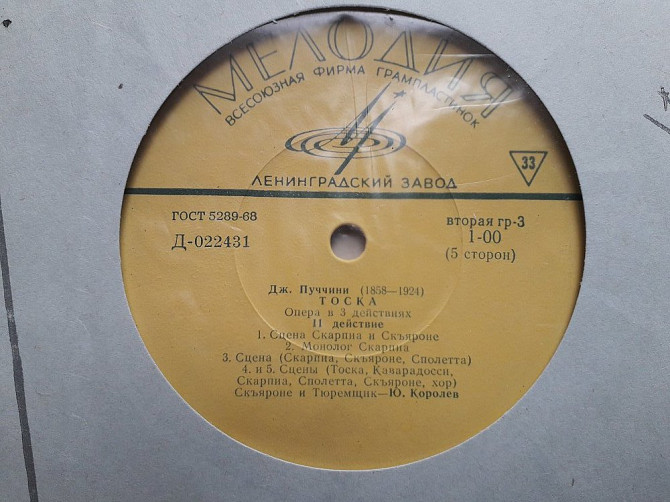 МЕЛОДИЯ
ВСЕСОЮЗНАЯ ФИРМА ГРАМПЛАСТИНОК
33
ЛЕНИНГРАДСКИЙ ЗАВОД
ГОСТ 5289-68
вторая гр-3
Д-022431
1-00
(5 сторон)
Дж. Пуччини (1858—1924)
ТОСКА
Опера в 3 действиях
II действие
1. Сцена Скарпиа и Скъяроне
2. Монолог Скарпиа
3. Сцена (Скарпиа, Скъяроне, Сполетта)
4. и 5. Сцены (Тоска, Каварадосси,
Скарпиа, Сполетта, Скъяроне, хор)
Скъяроне и Тюремщик—Ю. Королев